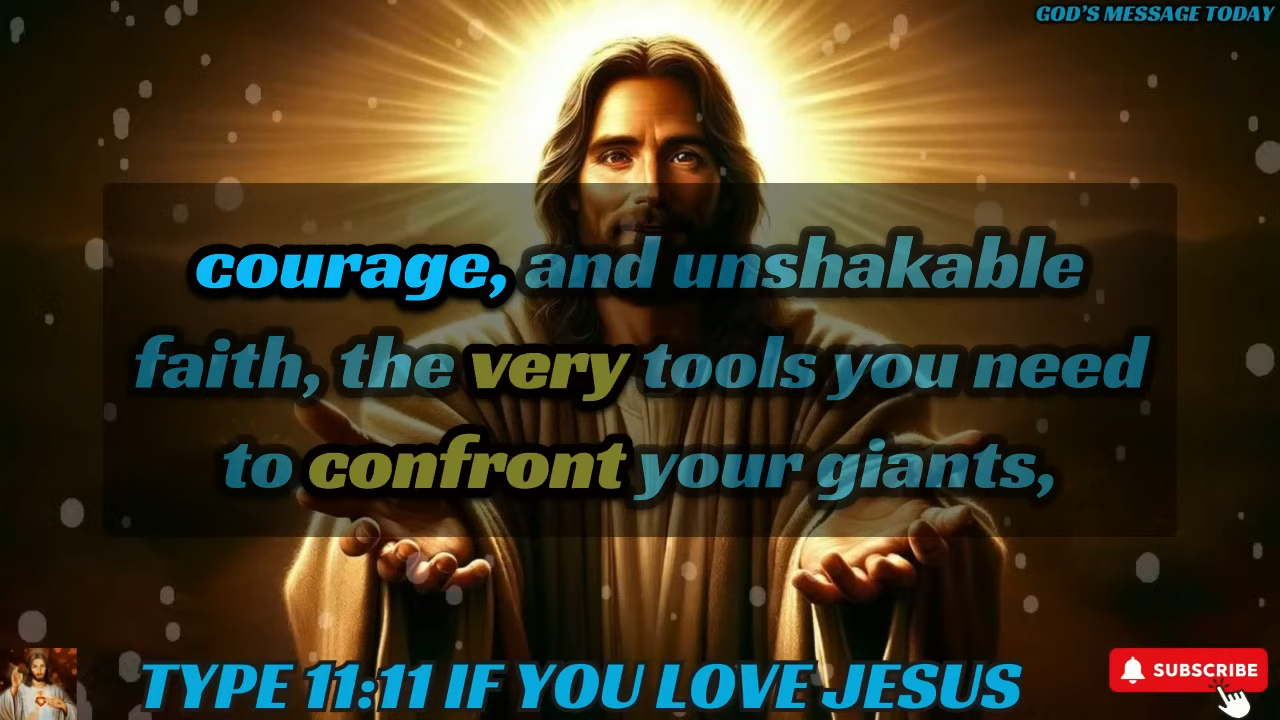 GOD'S MESSAGE TODAY
courage, and unshakable
faith, the very tools you need
to confront your giants,
TYPE 11:11 IF YOU LOVE JESUS
SUBSCRIBE